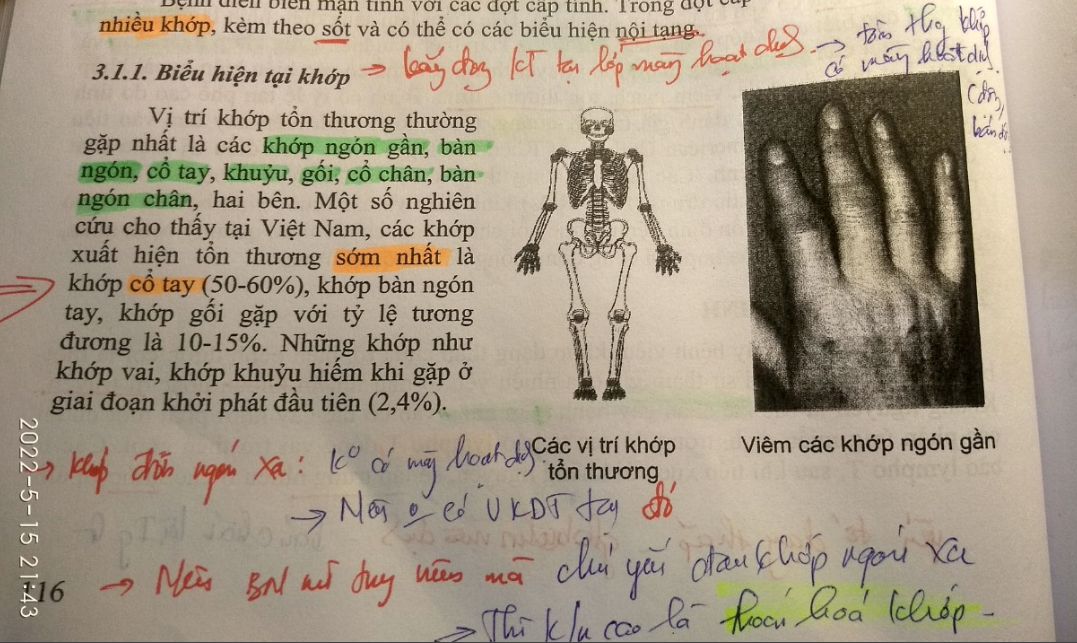 Bệnh diễn biến mạn tính với các đợt cấp tính. Trong đợt cấp
nhiều khớp, kèm theo sốt và có thể có các biểu hiện nội tạng.
3.1.1. Biểu hiện tại khớp
Vị trí khớp tổn thương thường
gặp nhất là các khớp ngón gần, bàn
ngón, cổ tay, khuỷu, gối, cổ chân, bàn
ngón chân, hai bên. Một số nghiên
cứu cho thấy tại Việt Nam, các khớp
xuất hiện tổn thương sớm nhất là
khớp cổ tay (50-60%), khớp bàn ngón
tay, khớp gối gặp với tỷ lệ tương
đương là 10-15%. Những khớp như
khớp vai, khớp khuỷu hiếm khi gặp ở
giai đoạn khởi phát đầu tiên (2,4%).
Các vị trí khớp
tổn thương
Viêm các khớp ngón gần
→ khớp ngón xa: có màng hoạt
→ có VKDT tay đó
→ Nếu BN nữ mà chủ yếu đau khớp ngón xa
→ Thì k/n cao là thoái hoá khớp
16
2022-5-15 21:43